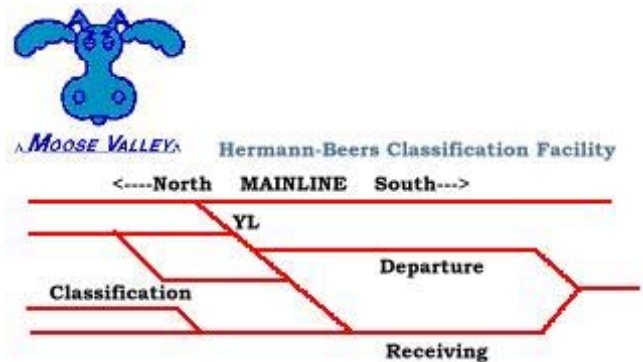 MOOSE VALLEY
Hermann-Beers Classification Facility
<----North MAINLINE South--->
YL
Departure
Classification
Receiving